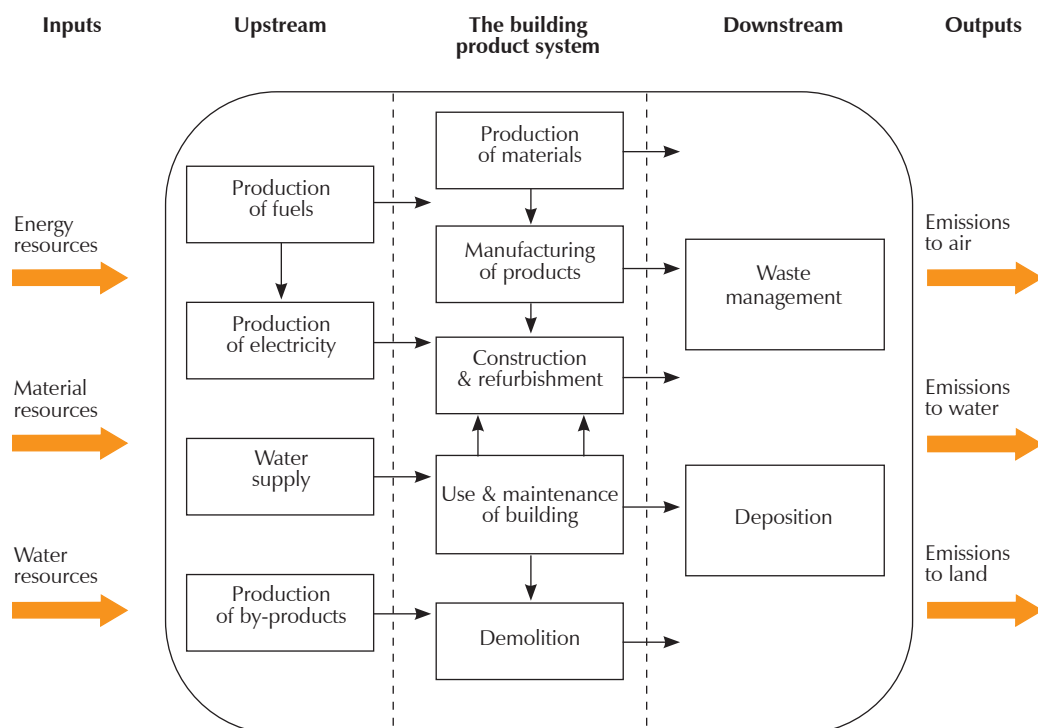 Inputs
Upstream
The building
product system
Downstream
Outputs
Energy
resources
Material
resources
Water
resources
Production
of fuels
Production
of electricity
Water
supply
Production
of by-products
Production
of materials
Manufacturing
of products
Construction
& refurbishment
Use & maintenance
of building
Demolition
Waste
management
Deposition
Emissions
to air
Emissions
to water
Emissions
to land